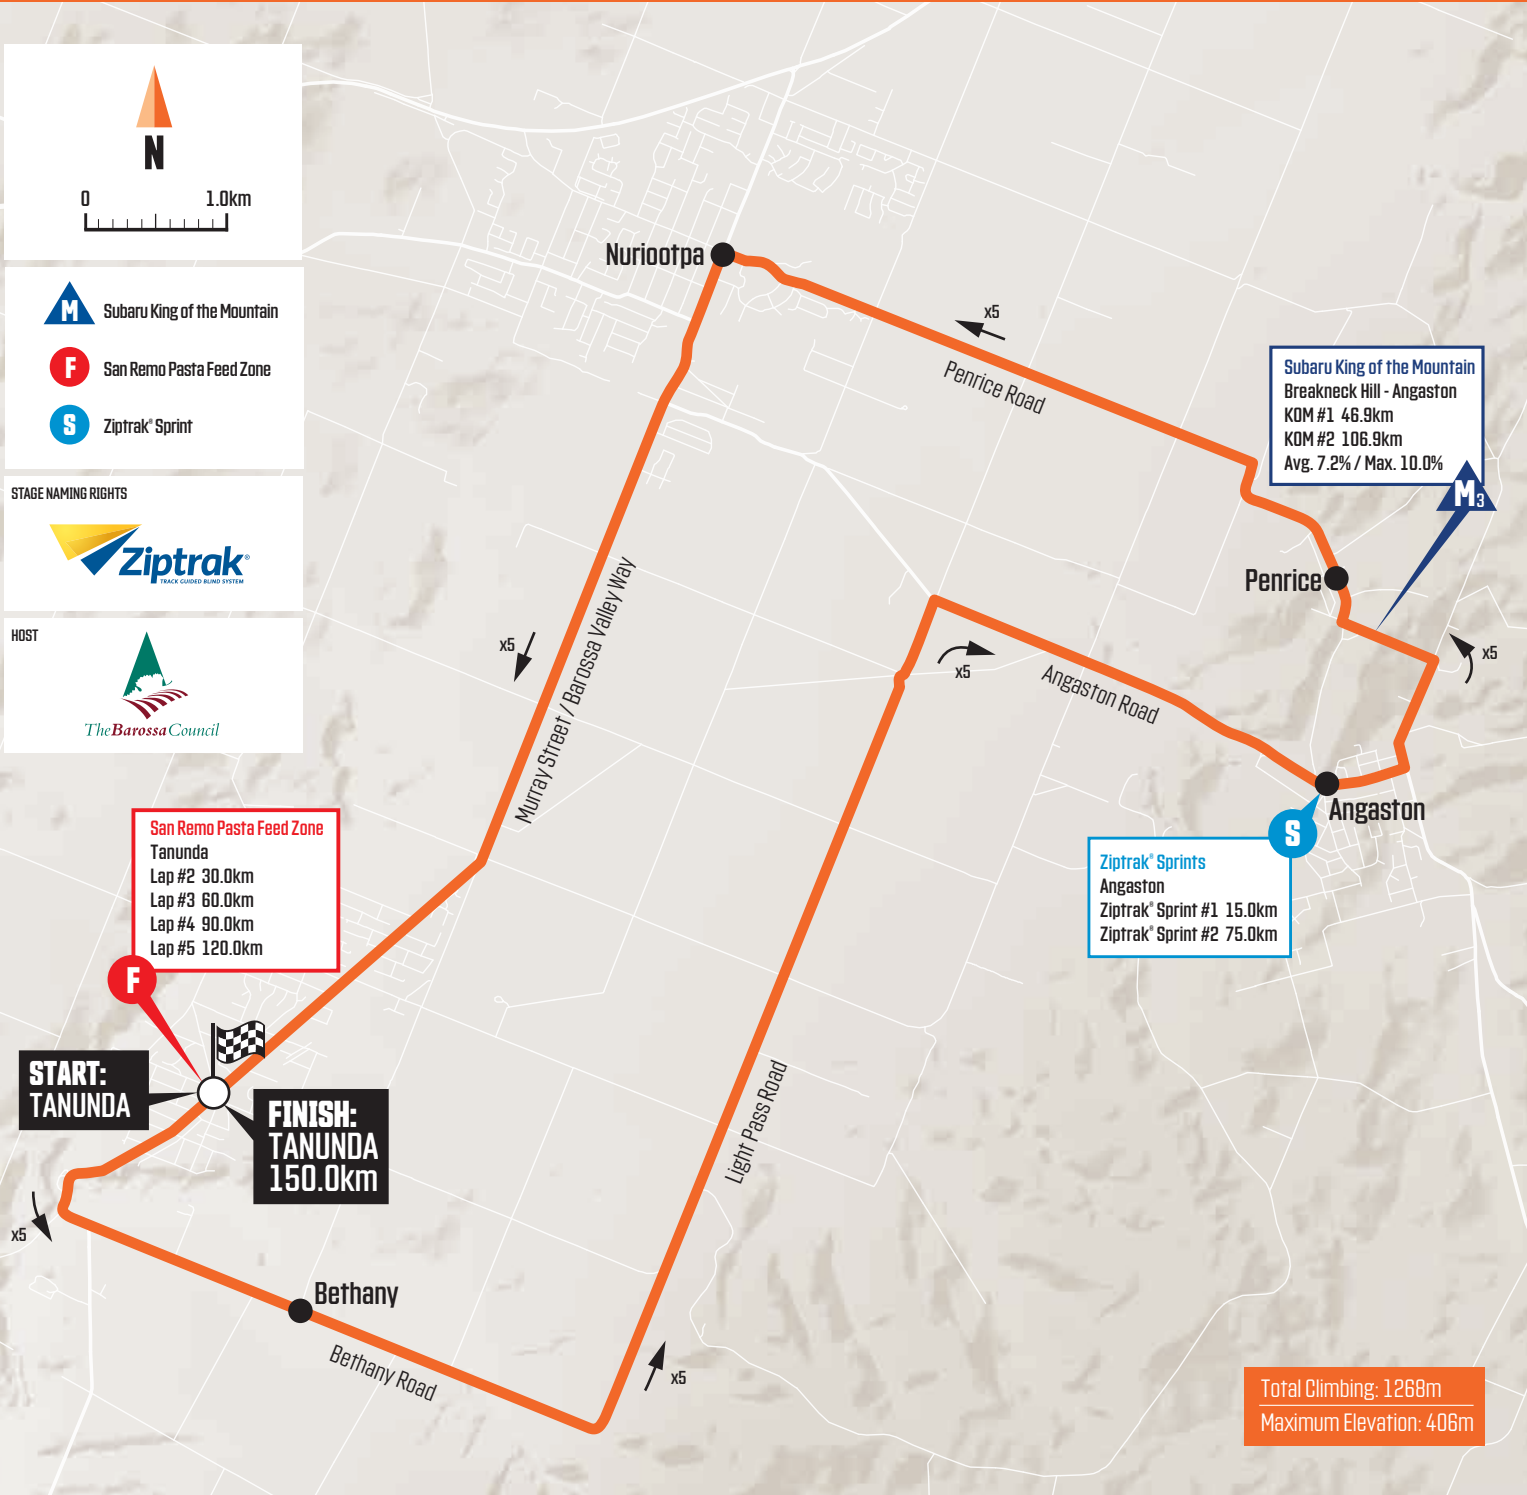 N
0 1.0km
M Subaru King of the Mountain
F San Remo Pasta Feed Zone
S Ziptrak® Sprint
STAGE NAMING RIGHTS
Ziptrak®
TRACK GUIDED BLIND SYSTEM
HOST
The Barossa Council
Nuriootpa
x5
Penrice Road
Subaru King of the Mountain
Breakneck Hill - Angaston
KOM #1 46.9km
KOM #2 106.9km
Avg. 7.2% / Max. 10.0%
M3
Penrice
x5
Murray Street / Barossa Valley Way
x5
x5
Angaston Road
Angaston
S
Ziptrak® Sprints
Angaston
Ziptrak® Sprint #1 15.0km
Ziptrak® Sprint #2 75.0km
San Remo Pasta Feed Zone
Tanunda
Lap #2 30.0km
Lap #3 60.0km
Lap #4 90.0km
Lap #5 120.0km
F
START:
TANUNDA
FINISH:
TANUNDA
150.0km
Light Pass Road
x5
Bethany
Bethany Road
x5
Total Climbing: 1268m
Maximum Elevation: 406m